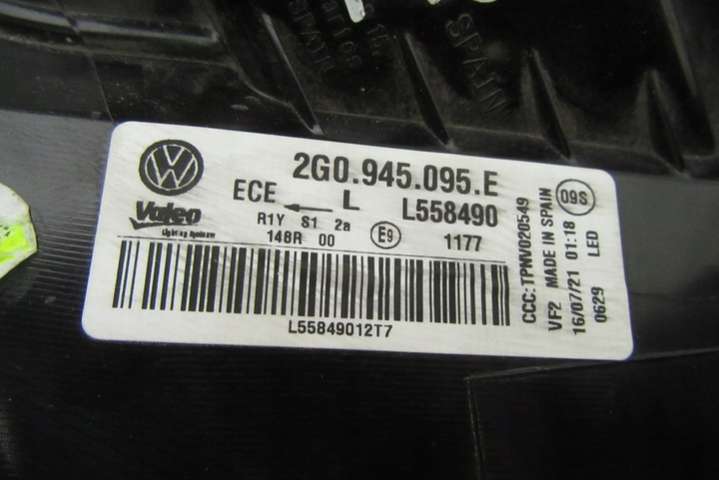 SPAIN
2G0.945.095.E
ECE L L558490
Valeo
R1Y S1 2a E9 1177
148R 00
L55849012T7
CCC:TPMV020549
VF2 MADE IN SPAIN
16/07/21 01:18
0629 LED
09S